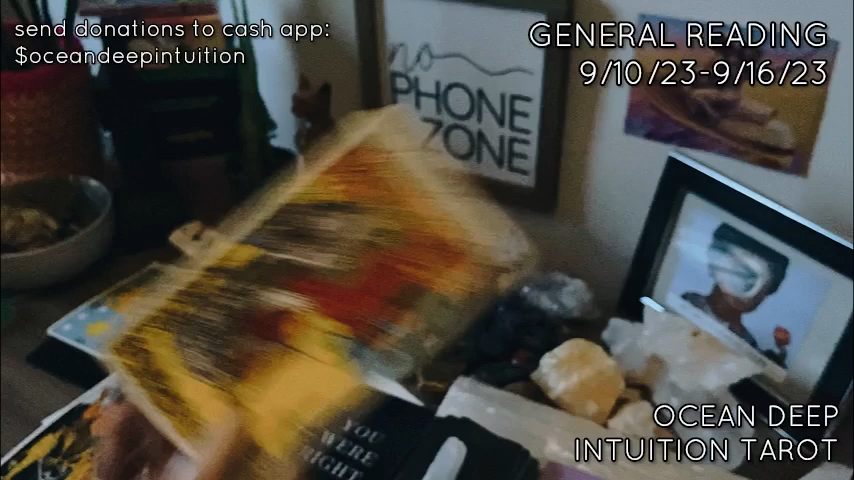 send donations to cash app:
$oceandeepintuition
GENERAL READING
9/10/23-9/16/23
no
PHONE
ZONE
YOU
WERE
RIGHT
OCEAN DEEP
INTUITION TAROT